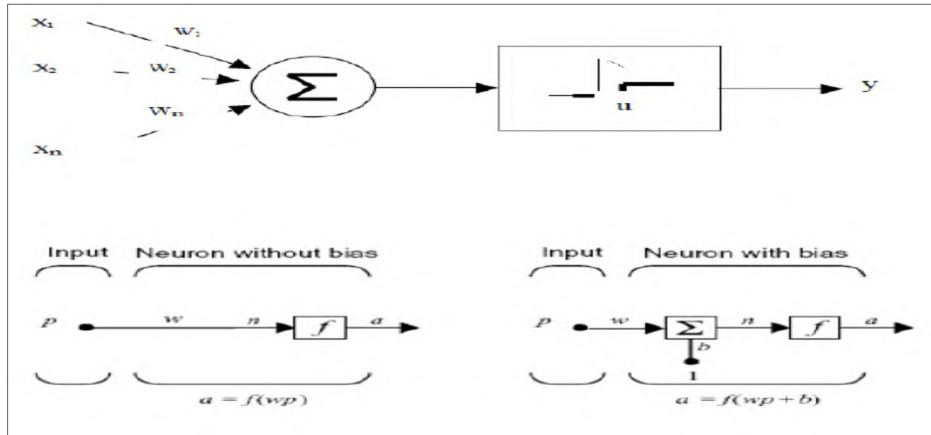 x₁
w₁
x₂
w₂
Σ
y
u
wₙ
xₙ
Input
Neuron without bias
Input
Neuron with bias
p
w
n
f
a
p
w
Σ
n
f
a
b
1
a = f(wp)
a = f(wp + b)